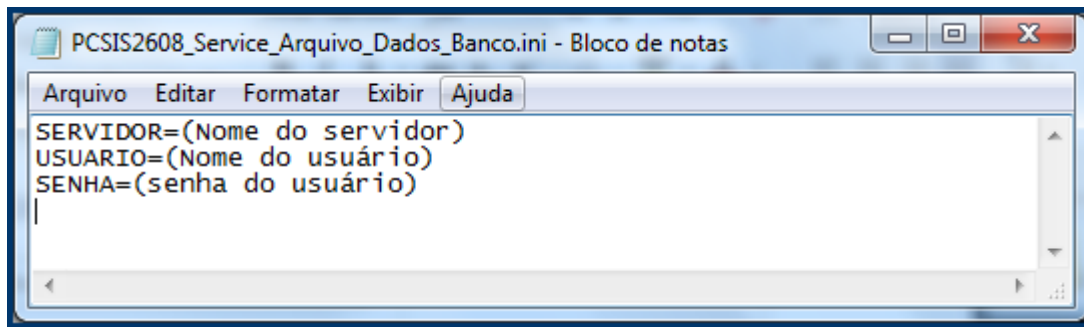 PCSIS2608_Service_Arquivo_Dados_Banco.ini - Bloco de notas
Arquivo Editar Formatar Exibir Ajuda
SERVIDOR=(Nome do servidor)
USUARIO=(Nome do usuário)
SENHA=(senha do usuário)